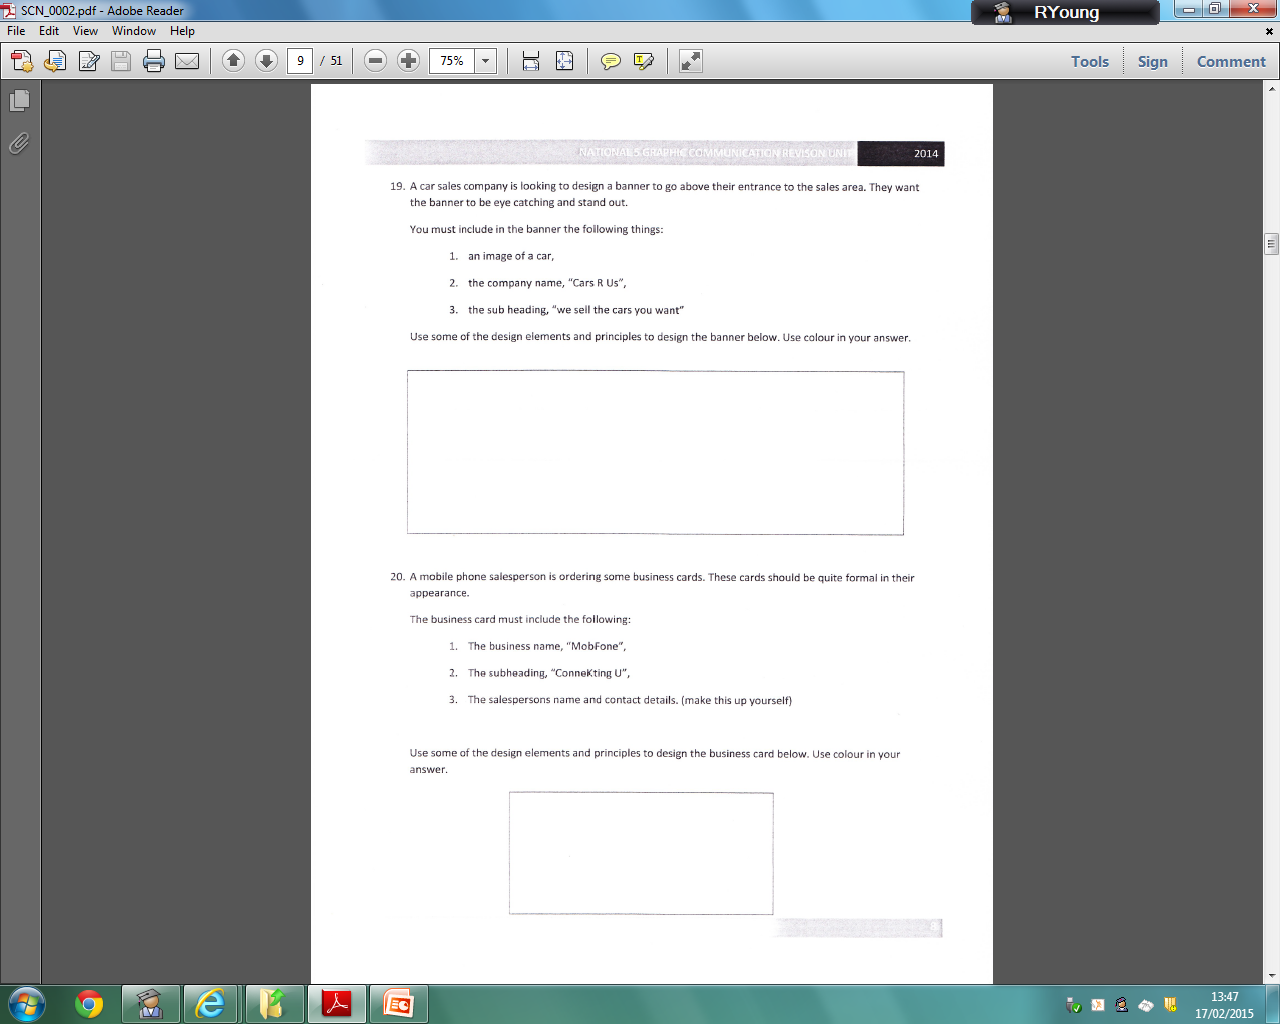 SCN_0002.pdf - Adobe Reader
RYoung
File Edit View Window Help
9 / 51 75% Tools Sign Comment
NATIONAL 5 GRAPHIC COMMUNICATION REVISON UNIT 2014
19. A car sales company is looking to design a banner to go above their entrance to the sales area. They want
the banner to be eye catching and stand out.
You must include in the banner the following things:
1. an image of a car,
2. the company name, “Cars R Us”,
3. the sub heading, “we sell the cars you want”
Use some of the design elements and principles to design the banner below. Use colour in your answer.
20. A mobile phone salesperson is ordering some business cards. These cards should be quite formal in their
appearance.
The business card must include the following:
1. The business name, “MobFone”,
2. The subheading, “ConneKting U”,
3. The salespersons name and contact details. (make this up yourself)
Use some of the design elements and principles to design the business card below. Use colour in your
answer.
13:47
17/02/2015